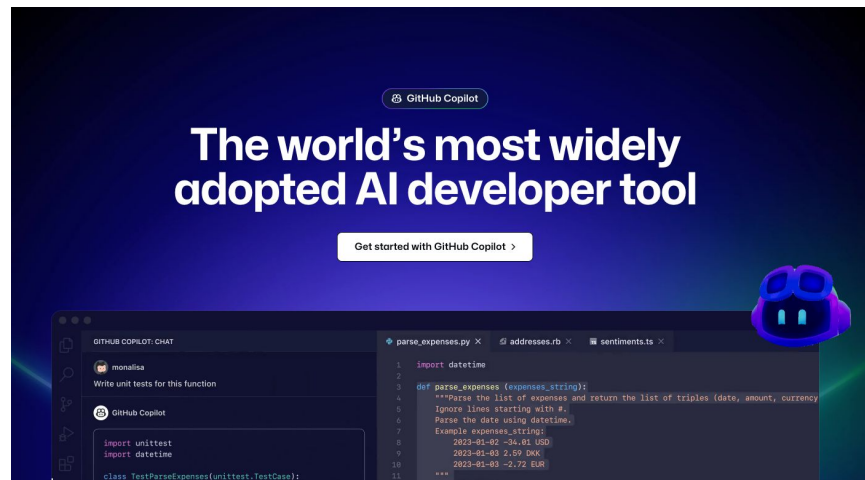 GitHub Copilot
The world's most widely
adopted AI developer tool
Get started with GitHub Copilot >
GITHUB COPILOT: CHAT
monalisa
Write unit tests for this function
GitHub Copilot
import unittest
import datetime
class TestParseExpenses(unittest.TestCase):
parse_expenses.py × addresses.rb × sentiments.ts ×
1 import datetime
2
3 def parse_expenses (expenses_string):
4 """Parse the list of expenses and return the list of triples (date, amount, currency
5 Ignore lines starting with #.
6 Parse the date using datetime.
7 Example expenses_string:
8 2023-01-02 -34.01 USD
9 2023-01-03 2.59 DKK
10 2023-01-03 -2.72 EUR
11 """